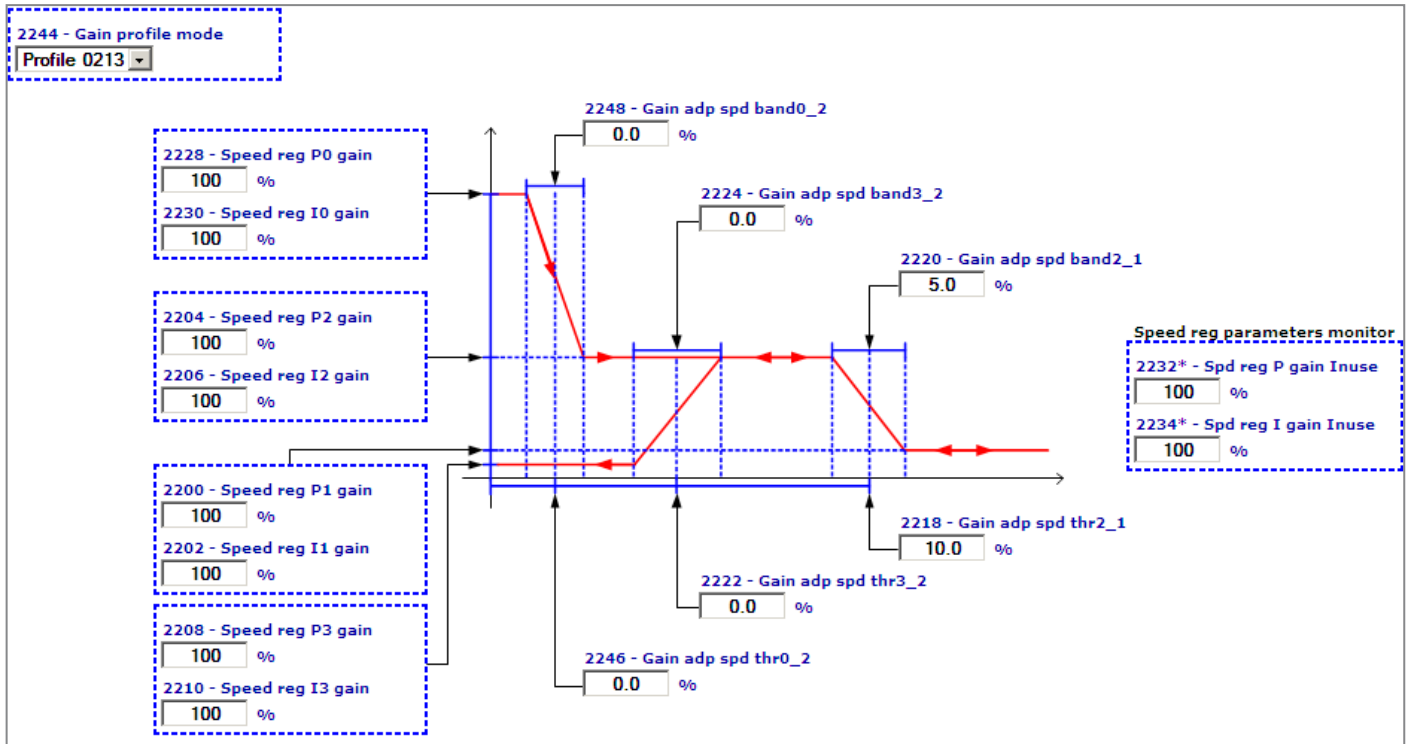 2244 - Gain profile mode
Profile 0213
2248 - Gain adp spd band0_2
0.0 %
2228 - Speed reg P0 gain
100 %
2230 - Speed reg I0 gain
100 %
2224 - Gain adp spd band3_2
0.0 %
2220 - Gain adp spd band2_1
5.0 %
2204 - Speed reg P2 gain
100 %
2206 - Speed reg I2 gain
100 %
Speed reg parameters monitor
2232* - Spd reg P gain Inuse
100 %
2234* - Spd reg I gain Inuse
100 %
2200 - Speed reg P1 gain
100 %
2202 - Speed reg I1 gain
100 %
2218 - Gain adp spd thr2_1
10.0 %
2222 - Gain adp spd thr3_2
0.0 %
2208 - Speed reg P3 gain
100 %
2210 - Speed reg I3 gain
100 %
2246 - Gain adp spd thr0_2
0.0 %